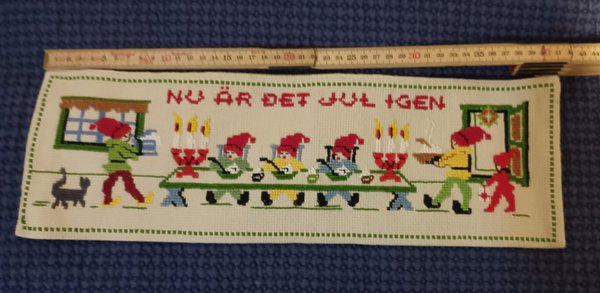 NU ÄR DET JUL IGEN